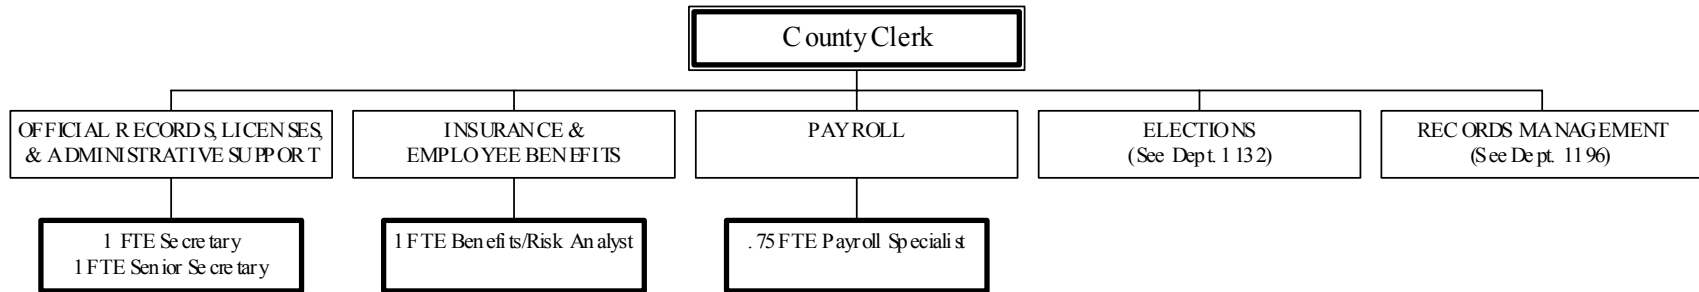 County Clerk
OFFICIAL RECORDS, LICENSES,
& ADMINISTRATIVE SUPPORT
INSURANCE &
EMPLOYEE BENEFITS
PAYROLL
ELECTIONS
(See Dept. 1132)
RECORDS MANAGEMENT
(See Dept. 1196)
1 FTE Secretary
1 FTE Senior Secretary
1 FTE Benefits/Risk Analyst
.75 FTE Payroll Specialist